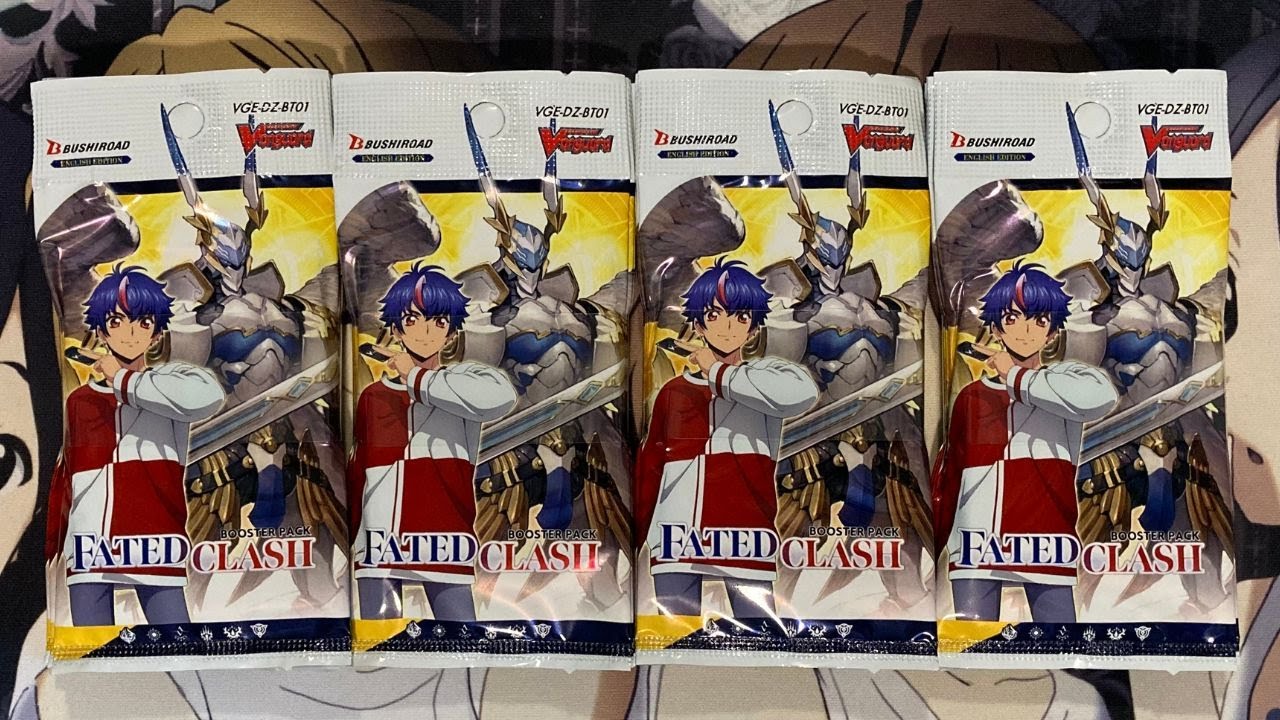 VGE-DZ-BT01
BUSHIROAD
Vanguard
ENGLISH EDITION
BOOSTER PACK
FATED CLASH
VGE-DZ-BT01
BUSHIROAD
Vanguard
ENGLISH EDITION
BOOSTER PACK
FATED CLASH
VGE-DZ-BT01
BUSHIROAD
Vanguard
ENGLISH EDITION
BOOSTER PACK
FATED CLASH
VGE-DZ-BT01
BUSHIROAD
Vanguard
ENGLISH EDITION
BOOSTER PACK
FATED CLASH